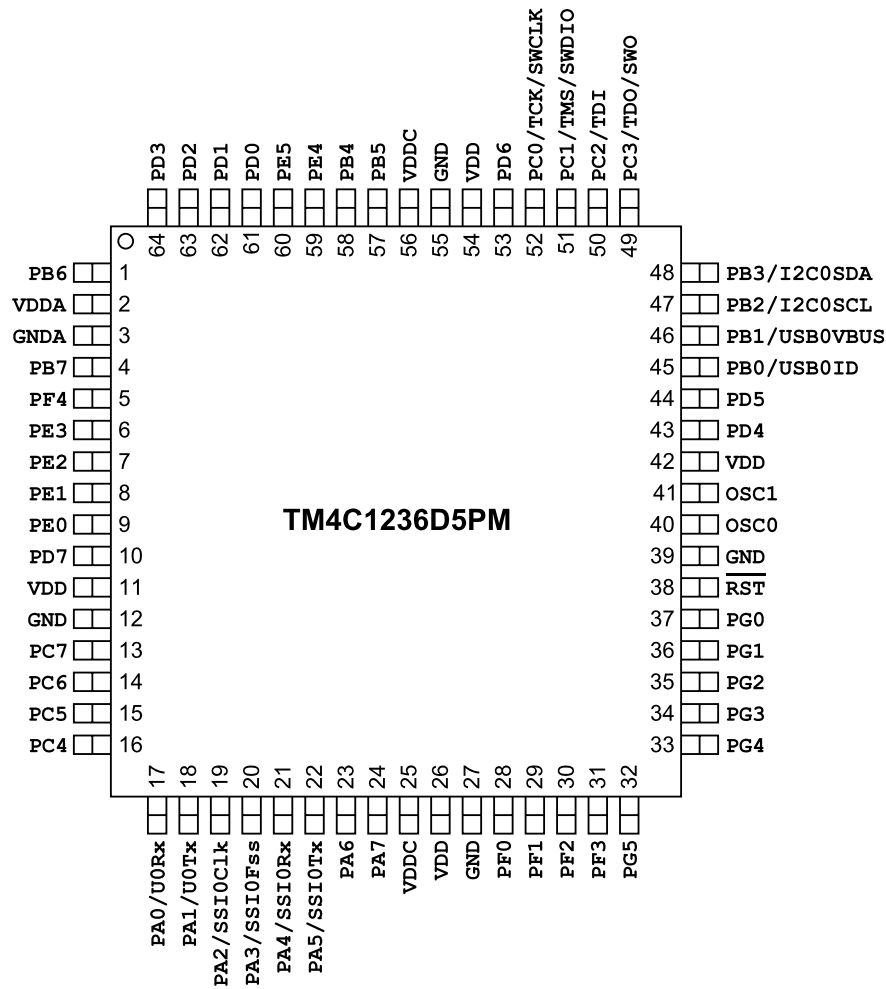 PD3
PD2
PD1
PD0
PE5
PE4
PB4
PB5
VDDC
GND
VDD
PD6
PC0/TCK/SWCLK
PC1/TMS/SWDIO
PC2/TDI
PC3/TDO/SWO
64
63
62
61
60
59
58
57
56
55
54
53
52
51
50
49
PB6 1
VDDA 2
GNDA 3
PB7 4
PF4 5
PE3 6
PE2 7
PE1 8
PE0 9
PD7 10
VDD 11
GND 12
PC7 13
PC6 14
PC5 15
PC4 16
TM4C1236D5PM
48 PB3/I2C0SDA
47 PB2/I2C0SCL
46 PB1/USB0VBUS
45 PB0/USB0ID
44 PD5
43 PD4
42 VDD
41 OSC1
40 OSC0
39 GND
38 RST
37 PG0
36 PG1
35 PG2
34 PG3
33 PG4
17
18
19
20
21
22
23
24
25
26
27
28
29
30
31
32
PA0/U0Rx
PA1/U0Tx
PA2/SSI0Clk
PA3/SSI0Fss
PA4/SSI0Rx
PA5/SSI0Tx
PA6
PA7
VDDC
VDD
GND
PF0
PF1
PF2
PF3
PG5